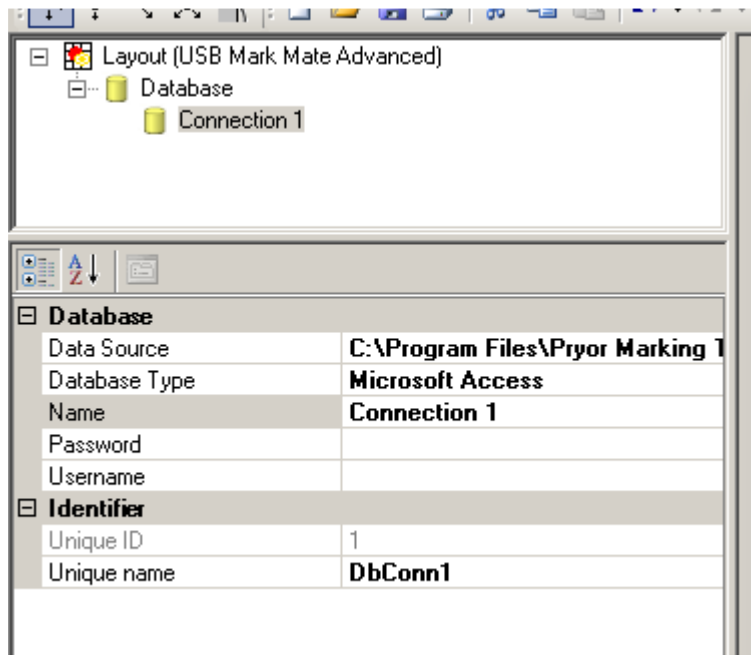 Layout (USB Mark Mate Advanced)
Database
Connection 1
A
Z
Database
Data Source C:\Program Files\Pryor Marking T
Database Type Microsoft Access
Name Connection 1
Password
Username
Identifier
Unique ID 1
Unique name DbConn1